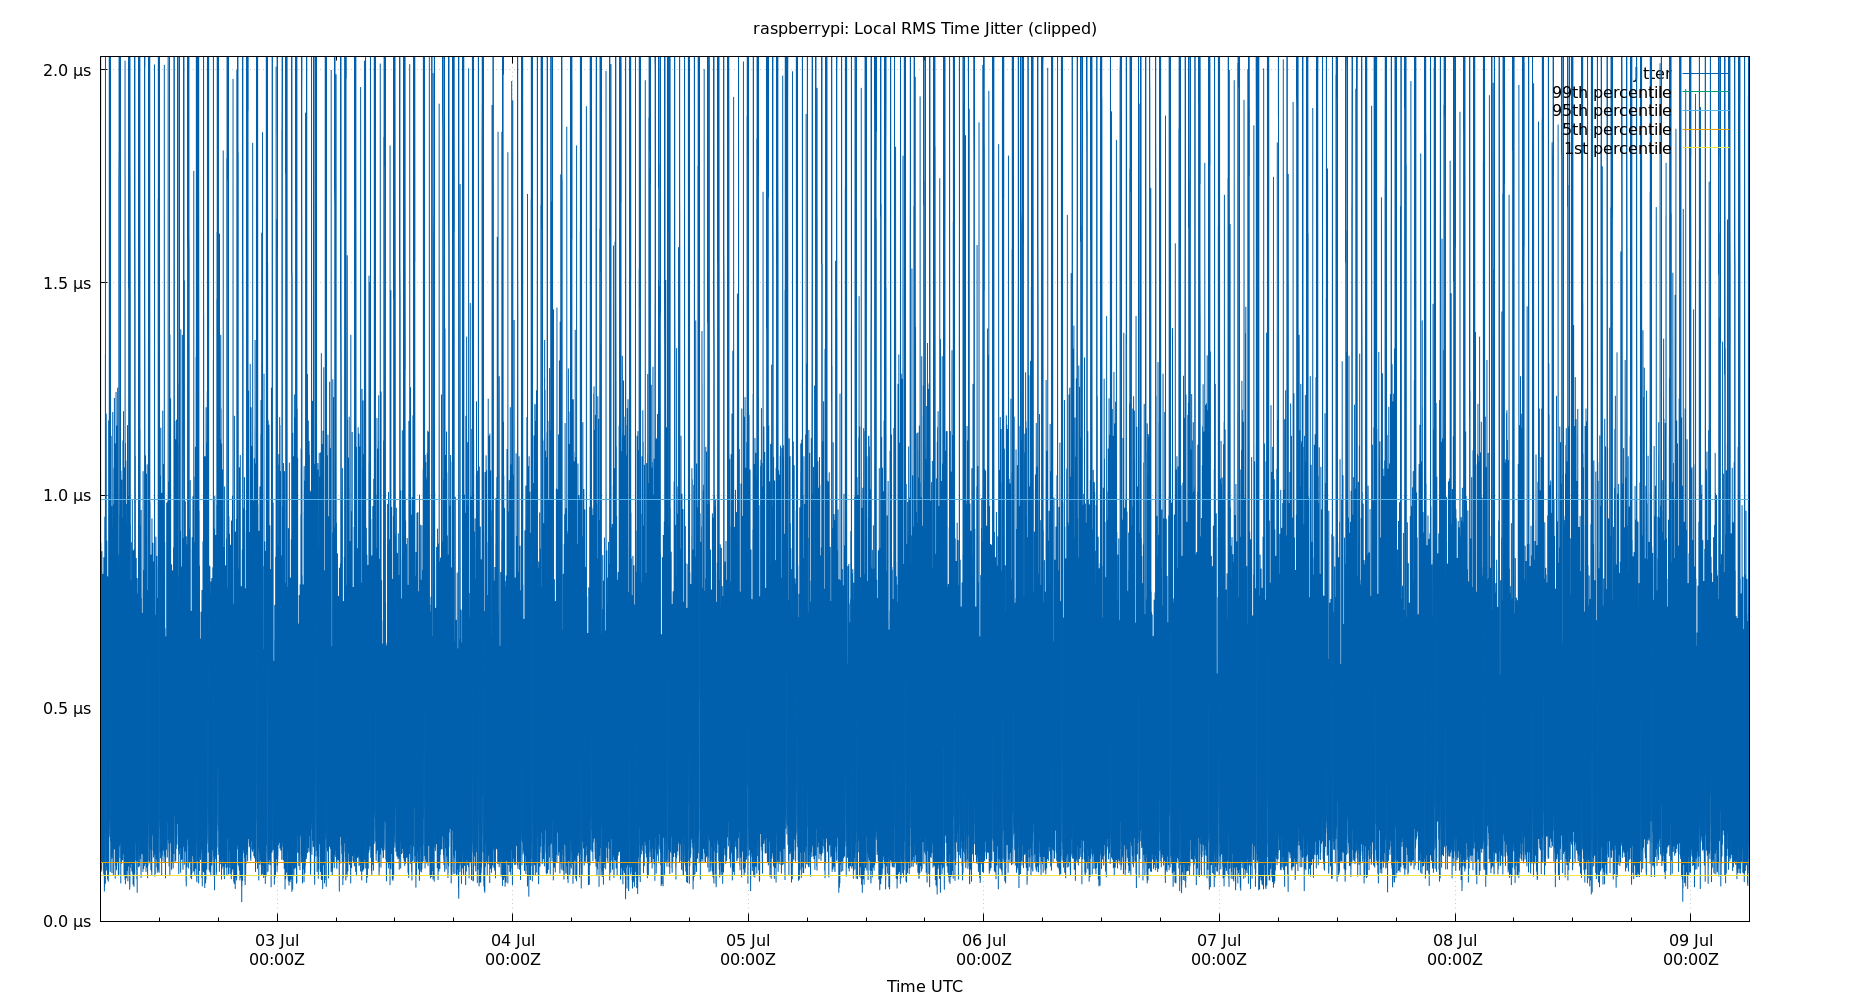 raspberrypi: Local RMS Time Jitter (clipped)
2.0 µs
1.5 µs
1.0 µs
0.5 µs
0.0 µs
jitter
99th percentile
95th percentile
5th percentile
1st percentile
03 Jul
00:00Z
04 Jul
00:00Z
05 Jul
00:00Z
06 Jul
00:00Z
07 Jul
00:00Z
08 Jul
00:00Z
09 Jul
00:00Z
Time UTC